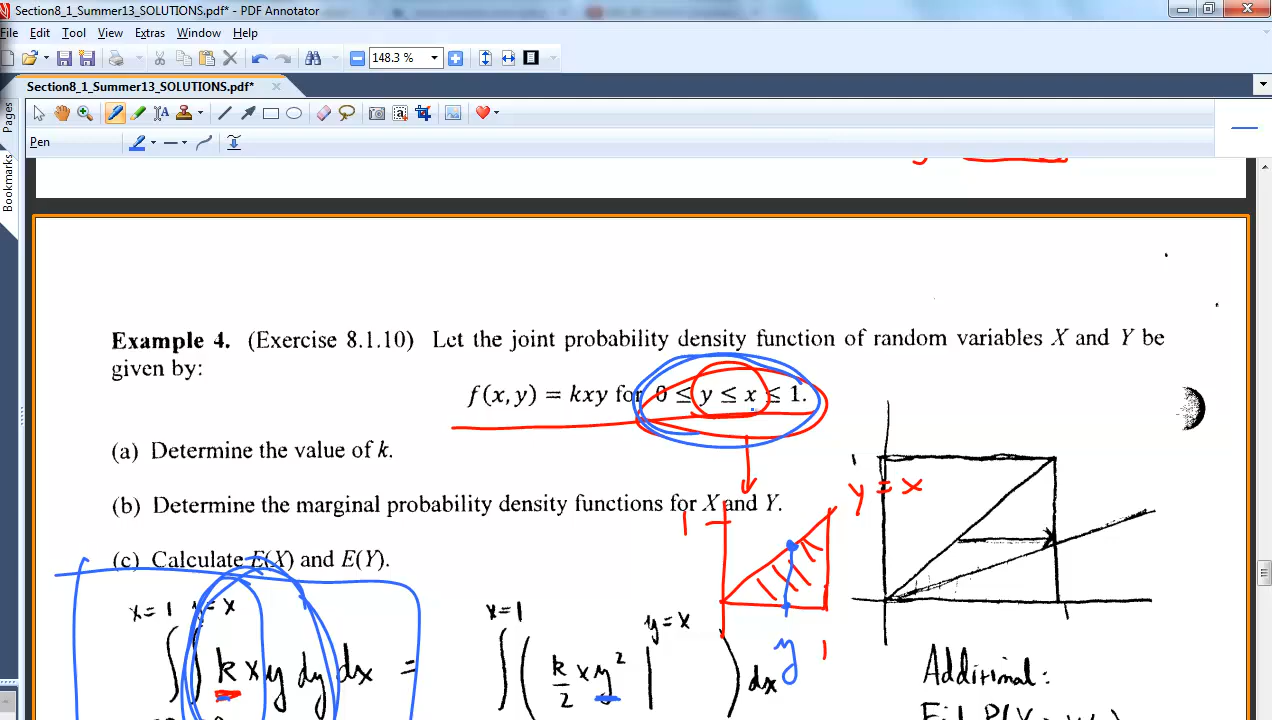 Section8_1_Summer13_SOLUTIONS.pdf* - PDF Annotator
File Edit Tool View Extras Window Help
148.3 %
Section8_1_Summer13_SOLUTIONS.pdf*
Pages
Bookmarks
Pen
Example 4. (Exercise 8.1.10) Let the joint probability density function of random variables X and Y be
given by:
f(x, y) = kxy for 0 ≤ y ≤ x ≤ 1.
(a) Determine the value of k.
(b) Determine the marginal probability density functions for X and Y.
(c) Calculate E(X) and E(Y).
1
y = x
1
y
1
x=1 y=x
∫∫ k x y dy dx =
x=1
∫( k/2 x y² | y=x ) dx
Additional:
Find P(Y